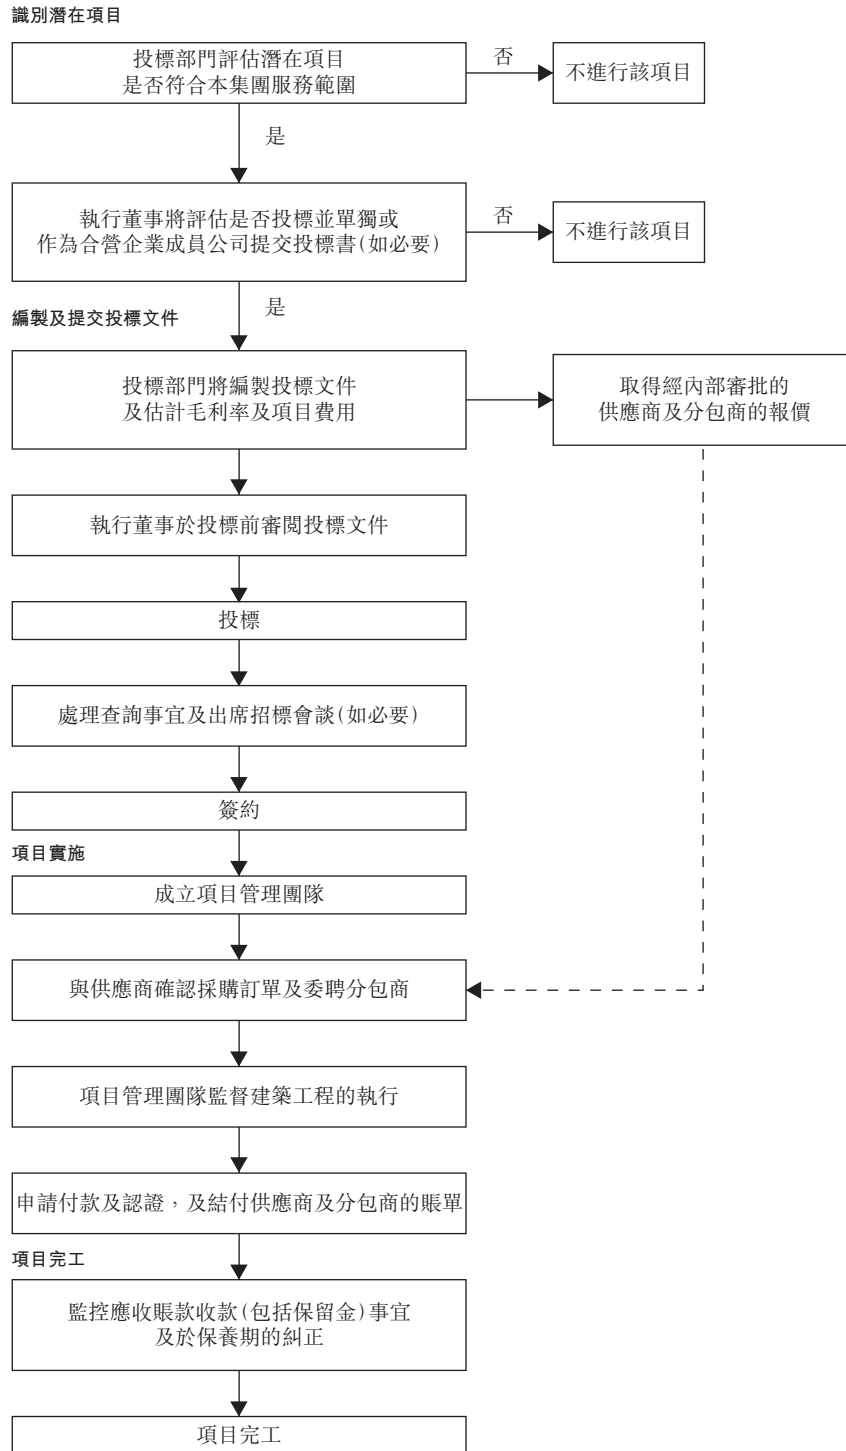 識別潛在項目
投標部門評估潛在項目
是否符合本集團服務範圍
否
不進行該項目
是
執行董事將評估是否投標並單獨或
作為合營企業成員公司提交投標書(如必要)
否
不進行該項目
是
編製及提交投標文件
投標部門將編製投標文件
及估計毛利率及項目費用
取得經內部審批的
供應商及分包商的報價
執行董事於投標前審閱投標文件
投標
處理查詢事宜及出席招標會談(如必要)
簽約
項目實施
成立項目管理團隊
與供應商確認採購訂單及委聘分包商
項目管理團隊監督建築工程的執行
申請付款及認證，及結付供應商及分包商的賬單
項目完工
監控應收賬款收款(包括保留金)事宜
及於保養期的糾正
項目完工